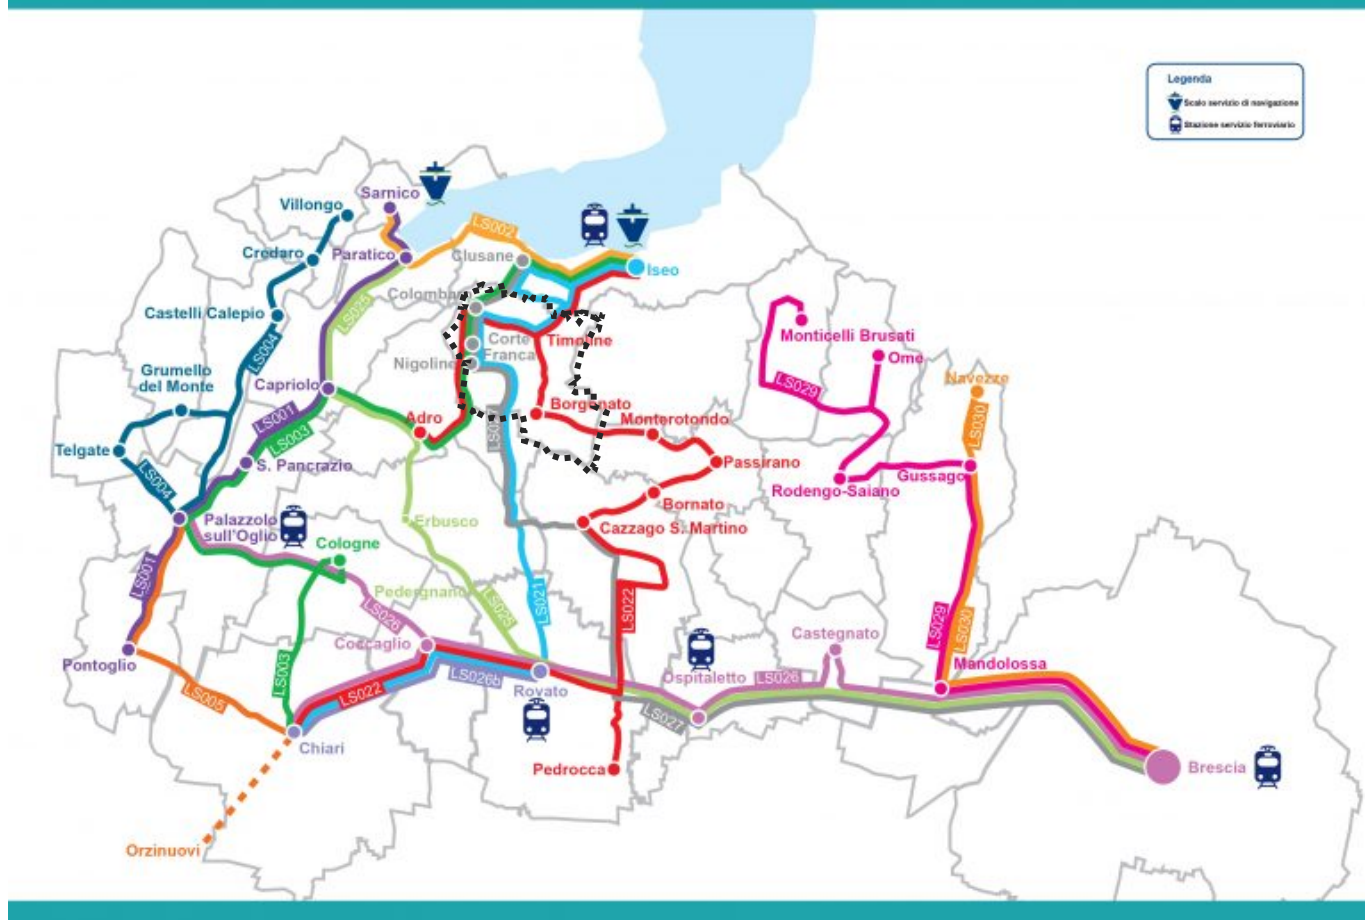 Legenda
Scalo servizio di navigazione
Stazione servizio ferroviario
Sarnico
Villongo
LS002
Credaro
Paratico
Clusane
Iseo
Colomba
Castelli Calepio
LS025
Monticelli Brusati
Corte
Franca
Timoline
Ome
LS004
Nigoline
Grumello
del Monte
Capriolo
Navezze
LS029
Borgonato
Adro
Monterotondo
LS001
LS003
LS030
Telgate
S. Pancrazio
Passirano
LS004
Gussago
Rodengo-Saiano
Bornato
Palazzolo
sull'Oglio
Erbusco
Cazzago S. Martino
Cologne
LS001
Pedergnano
LS026
LS025
LS021
LS022
LS029
LS030
Castegnato
Coccaglio
Pontoglio
LS003
Mandolossa
LS026b
Ospitaletto
LS026
LS022
Rovato
LS005
LS027
Chiari
Pedrocca
Brescia
Orzinuovi